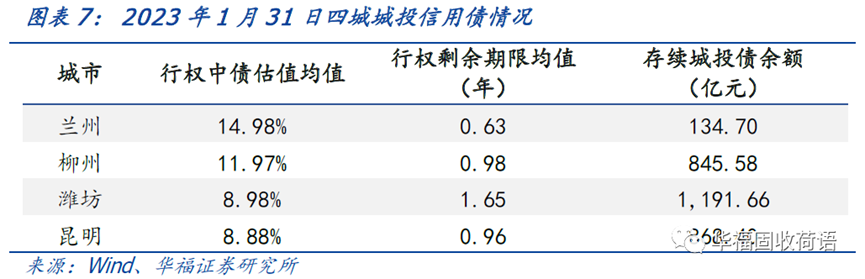 图表 7： 2023 年 1 月 31 日四城城投信用债情况
城市 行权中债估值均值 行权剩余期限均值（年） 存续城投债余额（亿元）
兰州 14.98% 0.63 134.70
柳州 11.97% 0.98 845.58
潍坊 8.98% 1.65 1,191.66
昆明 8.88% 0.96
华福固收荷语
来源：Wind、华福证券研究所